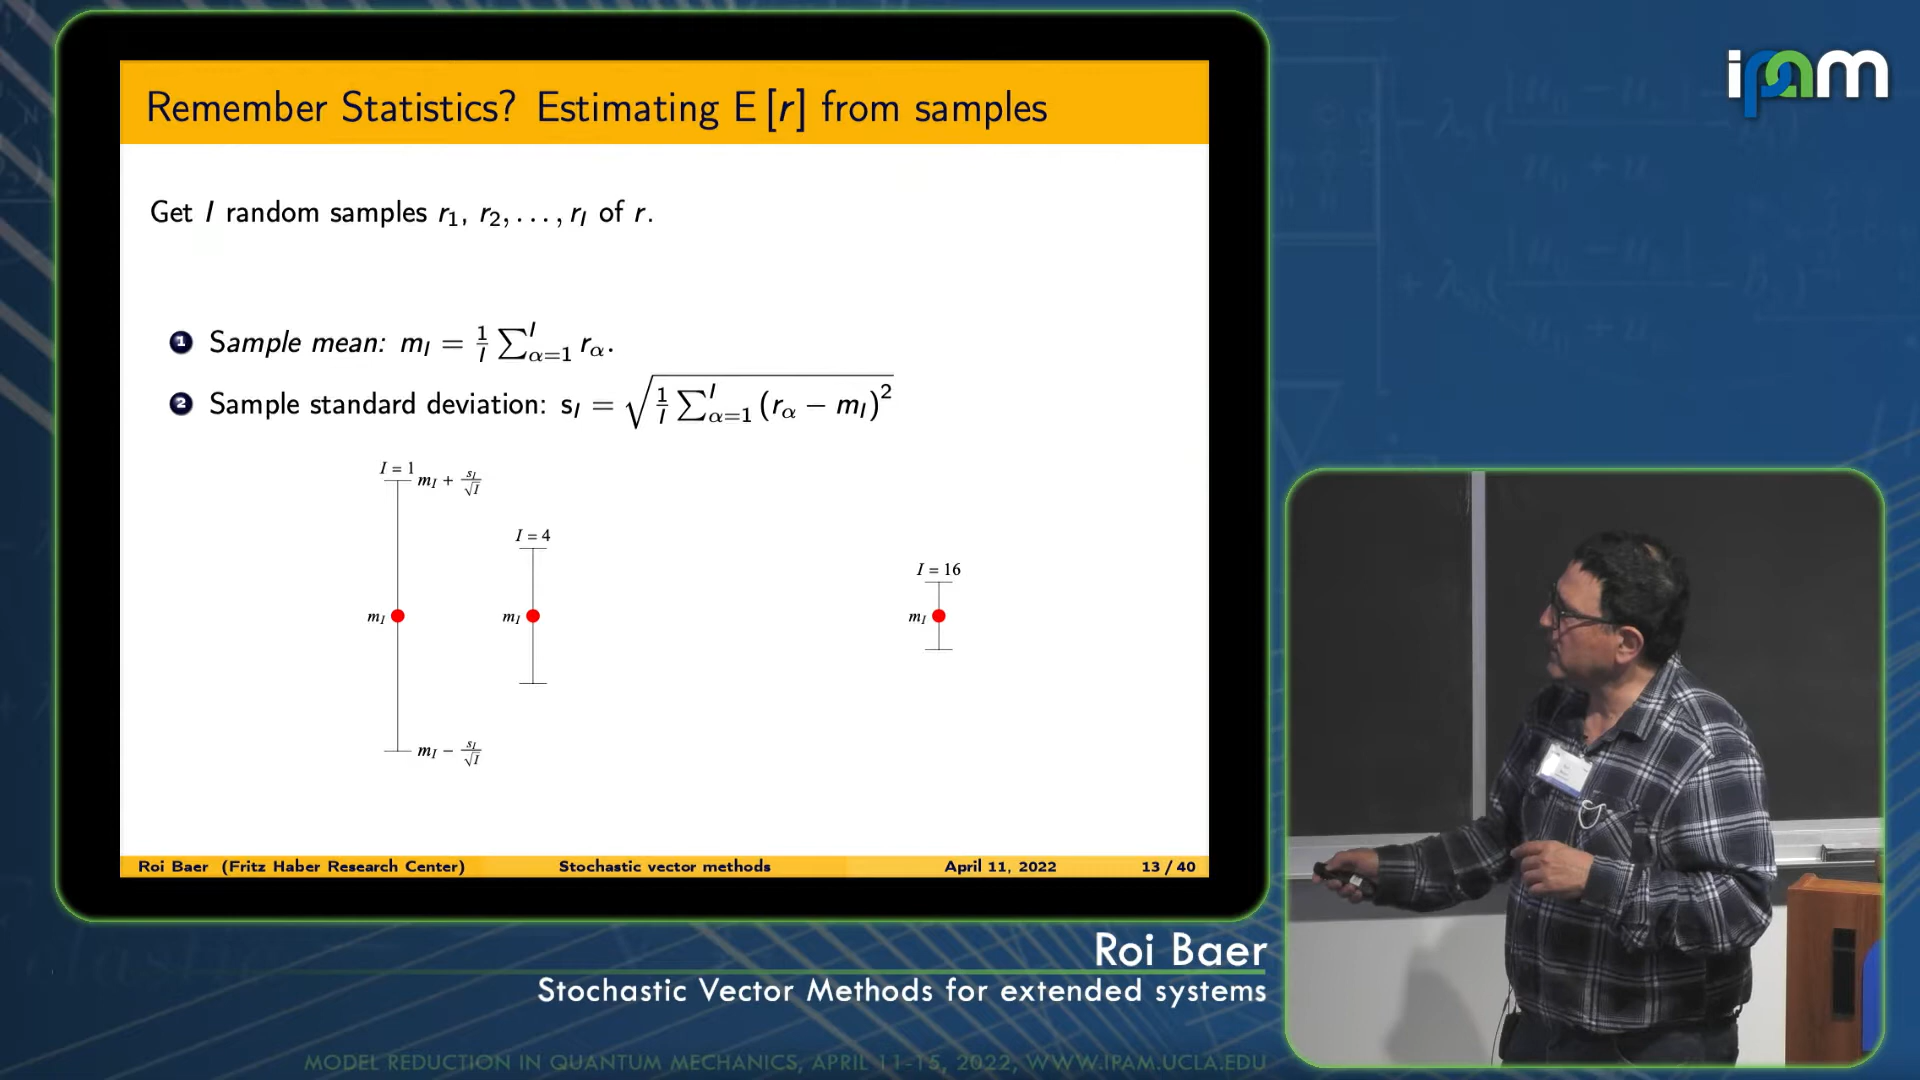 ipam
Remember Statistics? Estimating E [r] from samples
Get I random samples r₁, r₂, . . . , r_I of r.
1 Sample mean: m_I = 1/I ∑_{α=1}^{I} r_α.
2 Sample standard deviation: s_I = √(1/I ∑_{α=1}^{I} (r_α − m_I)²)
I = 1
m_I + s_I/√I
I = 4
I = 16
m_I
m_I
m_I
m_I − s_I/√I
Roi Baer (Fritz Haber Research Center) Stochastic vector methods April 11, 2022 13 / 40
Roi Baer
Stochastic Vector Methods for extended systems
MODEL REDUCTION IN QUANTUM MECHANICS, APRIL 11-15, 2022, WWW.IPAM.UCLA.EDU